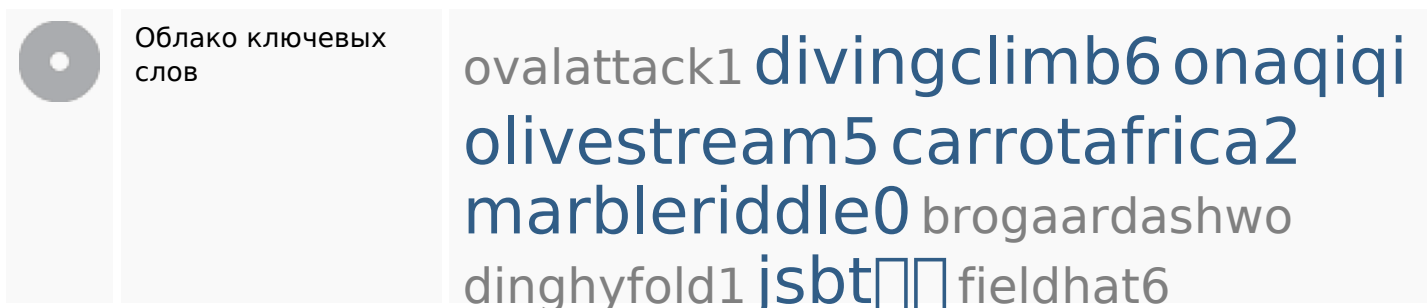 Облако ключевых
слов
ovalattack1 divingclimb6 onaqiqi
olivestream5 carrotafrica2
marbleriddle0 brogaardashwo
dinghyfold1 jsbt fieldhat6